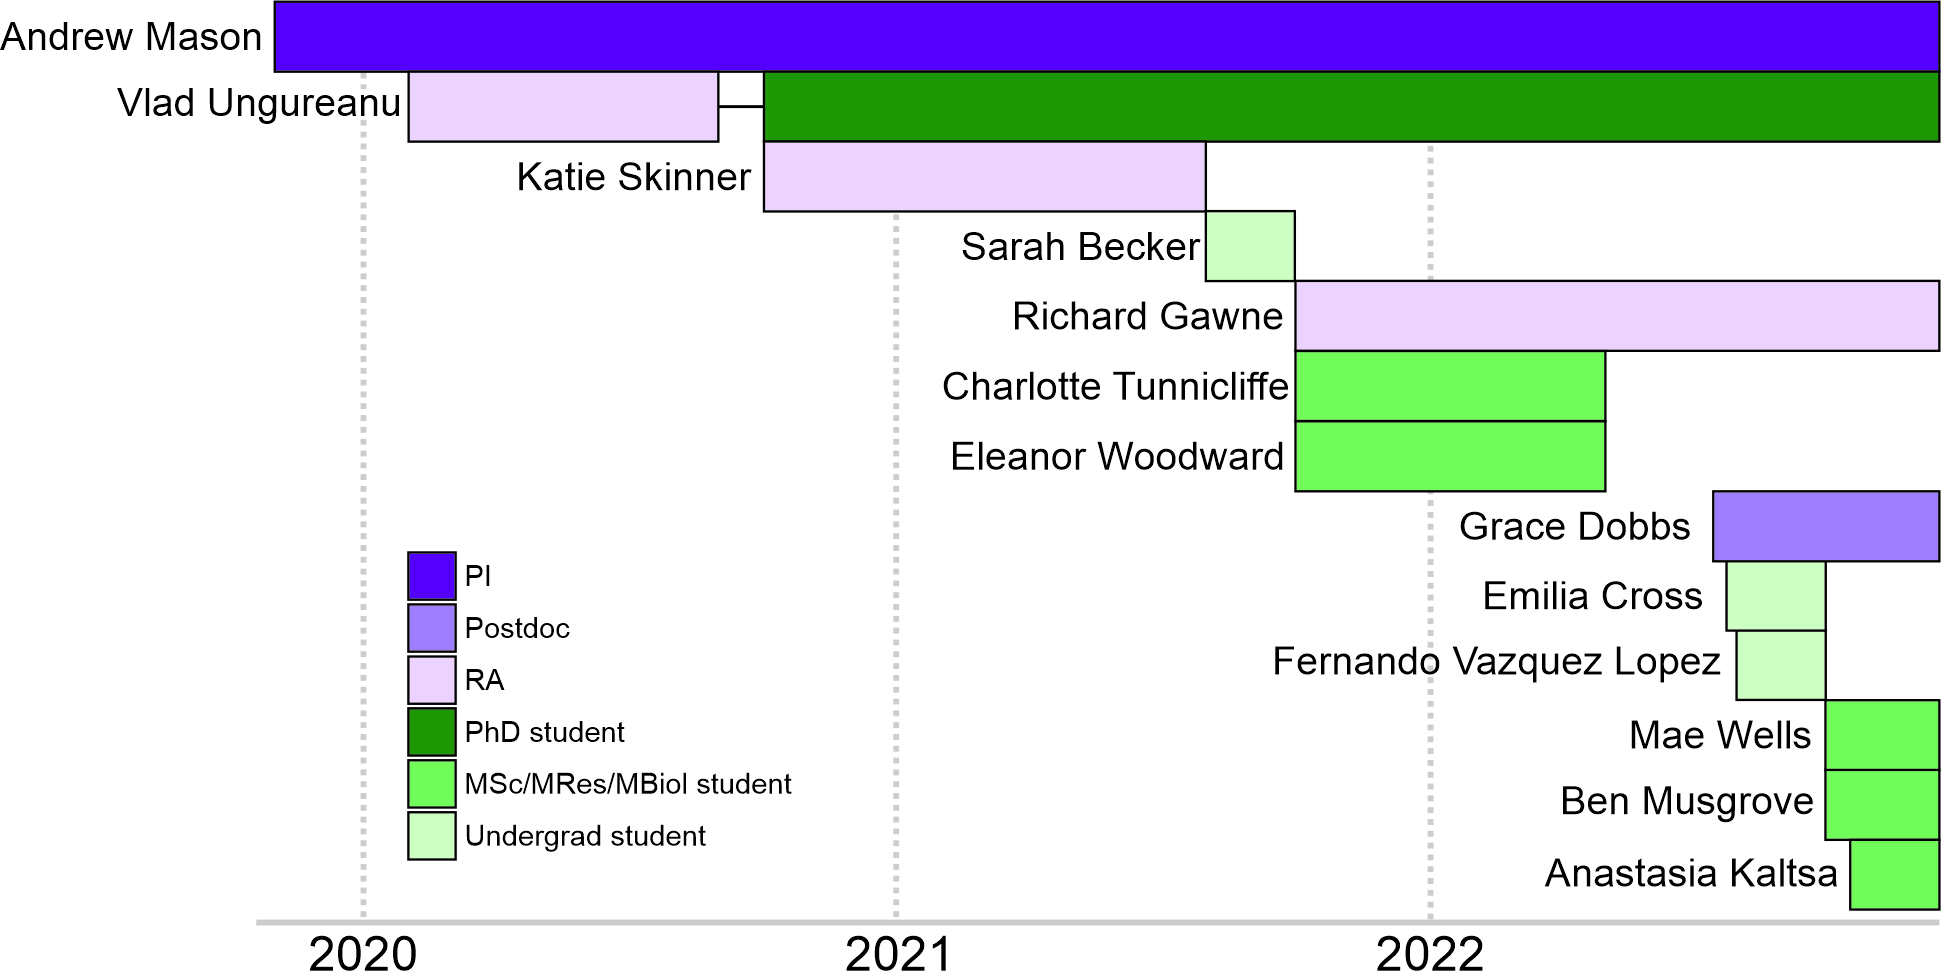 Andrew Mason
Vlad Ungureanu
Katie Skinner
Sarah Becker
Richard Gawne
Charlotte Tunnicliffe
Eleanor Woodward
Grace Dobbs
Emilia Cross
Fernando Vazquez Lopez
Mae Wells
Ben Musgrove
Anastasia Kaltsa
PI
Postdoc
RA
PhD student
MSc/MRes/MBiol student
Undergrad student
2020 2021 2022